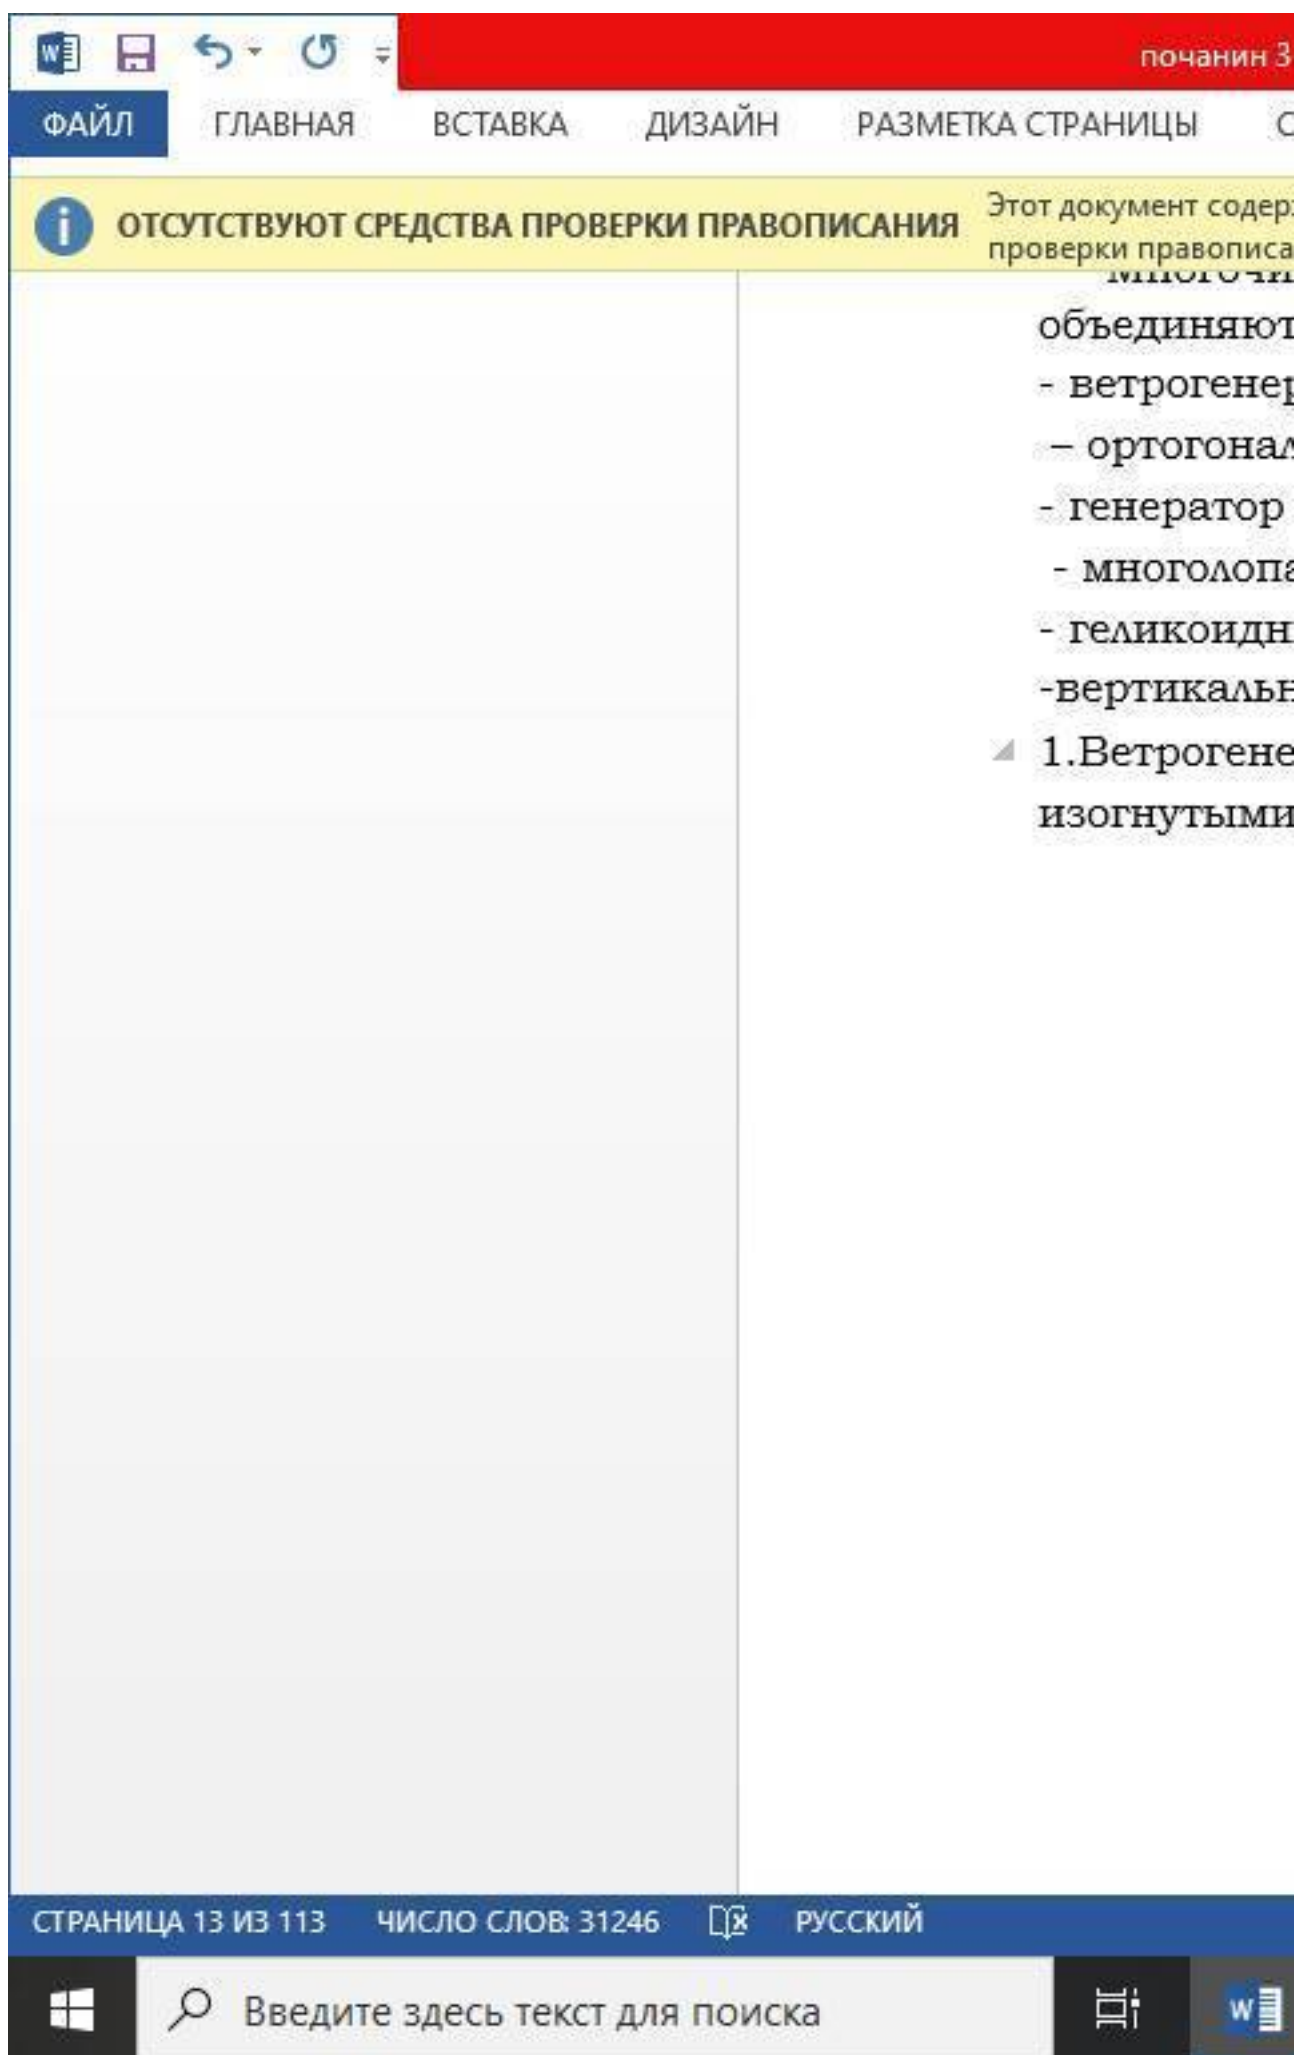 почанин 3
ФАЙЛ ГЛАВНАЯ ВСТАВКА ДИЗАЙН РАЗМЕТКА СТРАНИЦЫ С
ОТСУТСТВУЮТ СРЕДСТВА ПРОВЕРКИ ПРАВОПИСАНИЯ
Этот документ содер
проверки правописа
объединяют
- ветрогенер
– ортогонал
- генератор
- многолопа
- геликоидн
-вертикальн
1.Ветрогене
изогнутыми
СТРАНИЦА 13 ИЗ 113 ЧИСЛО СЛОВ: 31246 РУССКИЙ
Введите здесь текст для поиска